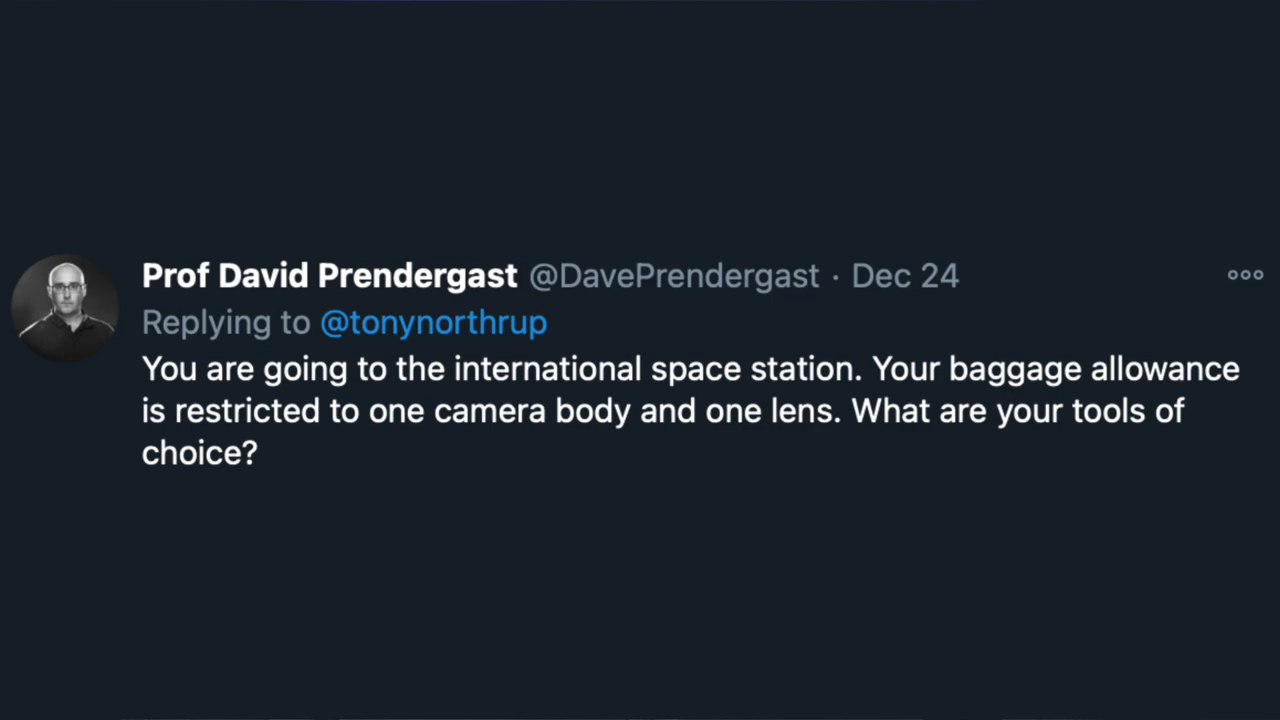 Prof David Prendergast @DavePrendergast · Dec 24
Replying to @tonynorthrup
You are going to the international space station. Your baggage allowance
is restricted to one camera body and one lens. What are your tools of
choice?